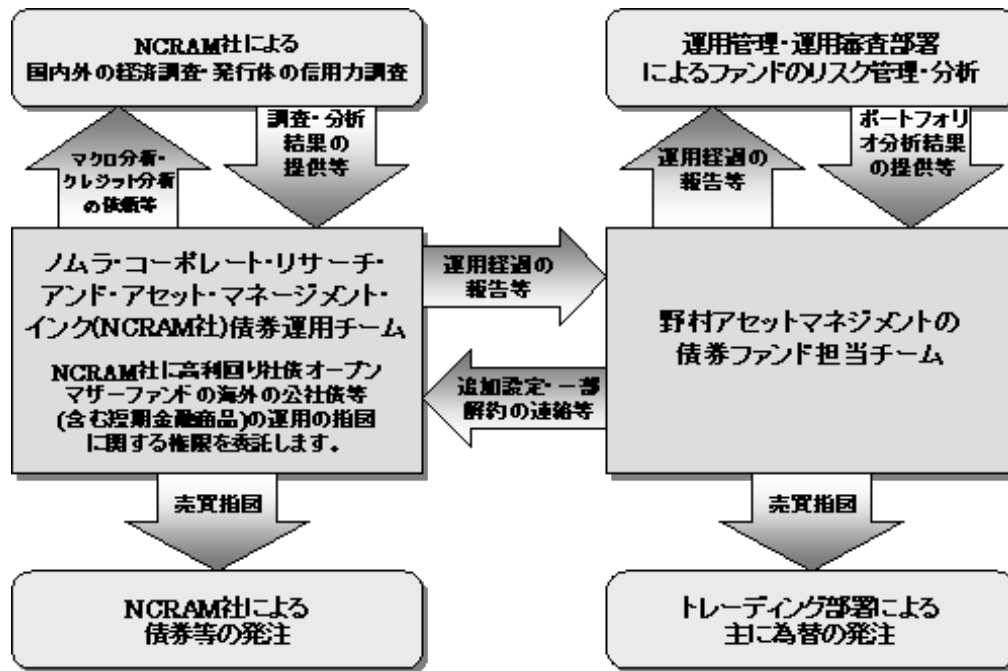 NCRAM社による
国内外の経済調査・発行体の信用力調査
運用管理・運用審査部署
によるファンドのリスク管理・分析
マクロ分析・
クレジット分析
の依頼等
調査・分析
結果の
提供等
運用経過の
報告等
ポートフォリ
オ分析結果
の提供等
ノムラ・コーポレート・リサーチ・
アンド・アセット・マネージメント・
インク(NCRAM社)債券運用チーム
NCRAM社に高利回り社債オープン
マザーファンドの海外の公社債等
(含む短期金融商品)の運用の指図
に関する権限を委託します。
運用経過の
報告等
追加設定・一部
解約の連絡等
野村アセットマネジメントの
債券ファンド担当チーム
売買指図
売買指図
NCRAM社による
債券等の発注
トレーディング部署による
主に為替の発注